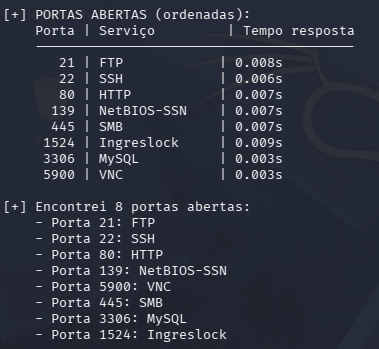 [+] PORTAS ABERTAS (ordenadas):
Porta | Serviço | Tempo resposta
21 | FTP | 0.008s
22 | SSH | 0.006s
80 | HTTP | 0.007s
139 | NetBIOS-SSN | 0.007s
445 | SMB | 0.007s
1524 | Ingreslock | 0.009s
3306 | MySQL | 0.003s
5900 | VNC | 0.003s
[+] Encontrei 8 portas abertas:
- Porta 21: FTP
- Porta 22: SSH
- Porta 80: HTTP
- Porta 139: NetBIOS-SSN
- Porta 5900: VNC
- Porta 445: SMB
- Porta 3306: MySQL
- Porta 1524: Ingreslock